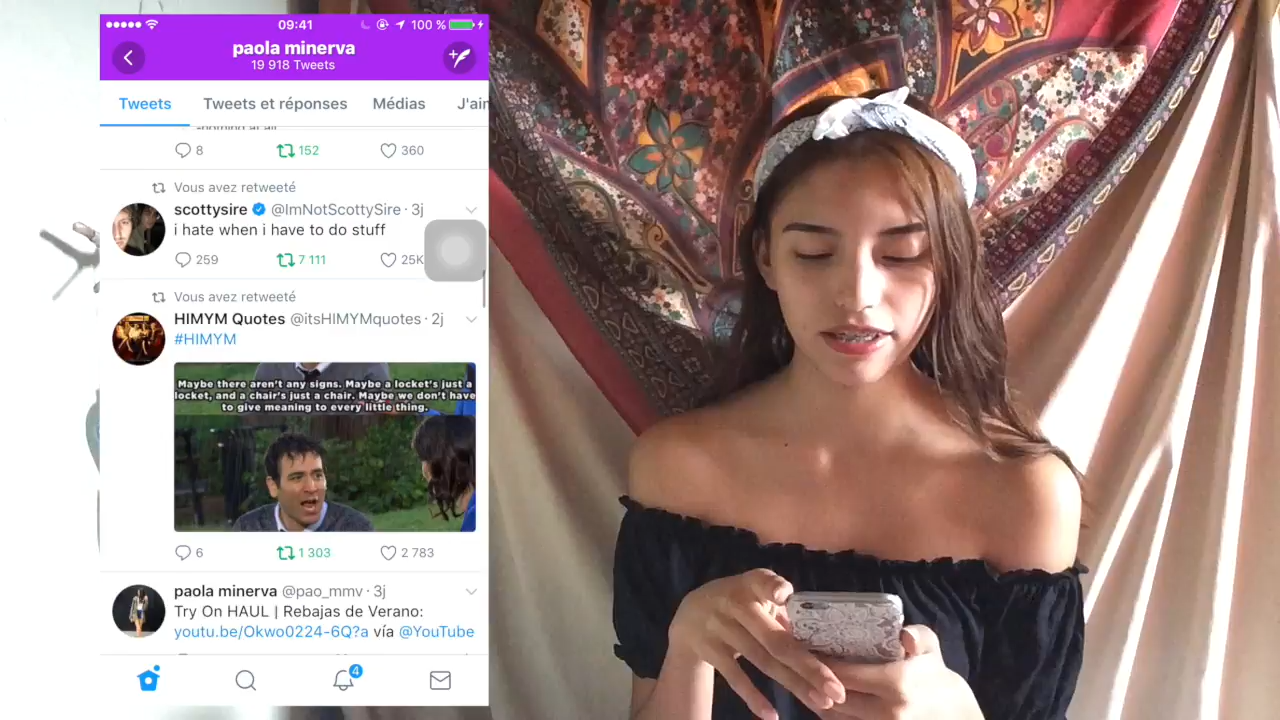 09:41
100 %
paola minerva
19 918 Tweets
Tweets
Tweets et réponses
Médias
J'ain
8
152
360
Vous avez retweeté
scottysire @ImNotScottySire · 3j
i hate when i have to do stuff
259
7 111
25K
Vous avez retweeté
HIMYM Quotes @itsHIMYMquotes · 2j
#HIMYM
Maybe there aren't any signs. Maybe a locket's just a
locket, and a chair's just a chair. Maybe we don't have
to give meaning to every little thing.
6
1 303
2 783
paola minerva @pao_mmv · 3j
Try On HAUL | Rebajas de Verano:
youtu.be/Okwo0224-6Q?a vía @YouTube
4